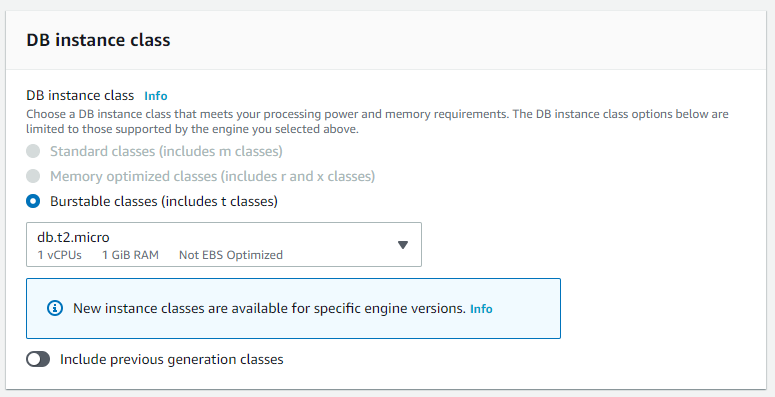 DB instance class
DB instance class Info
Choose a DB instance class that meets your processing power and memory requirements. The DB instance class options below are
limited to those supported by the engine you selected above.
Standard classes (includes m classes)
Memory optimized classes (includes r and x classes)
Burstable classes (includes t classes)
db.t2.micro
1 vCPUs 1 GiB RAM Not EBS Optimized
New instance classes are available for specific engine versions. Info
Include previous generation classes